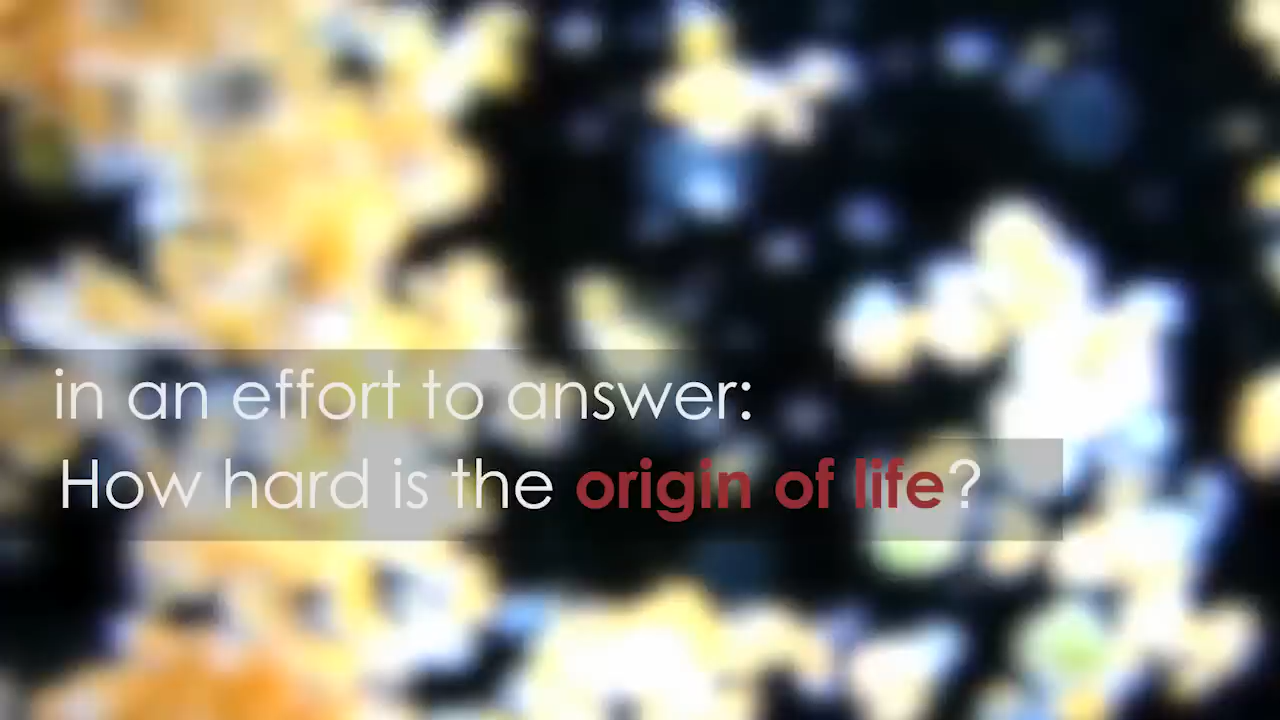 in an effort to answer:
How hard is the origin of life?